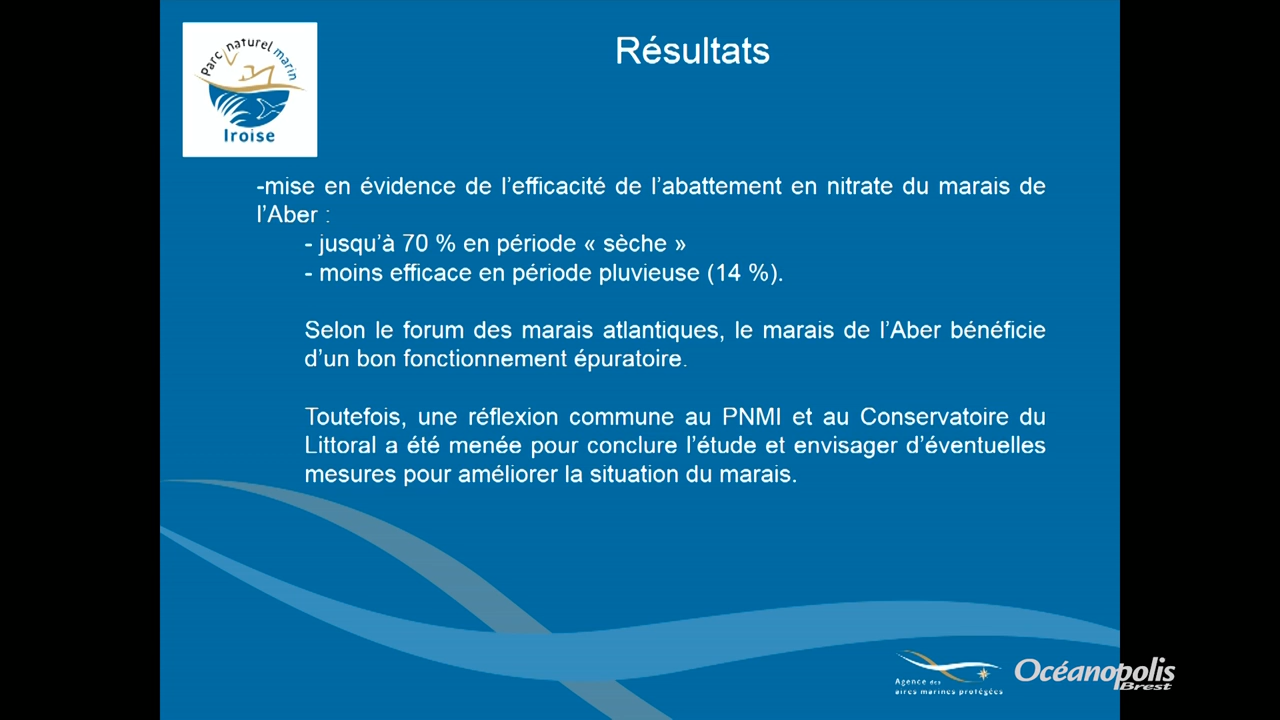 Parc naturel marin
Iroise
Résultats
-mise en évidence de l’efficacité de l’abattement en nitrate du marais de
l’Aber :
- jusqu’à 70 % en période « sèche »
- moins efficace en période pluvieuse (14 %).
Selon le forum des marais atlantiques, le marais de l’Aber bénéficie
d’un bon fonctionnement épuratoire.
Toutefois, une réflexion commune au PNMI et au Conservatoire du
Littoral a été menée pour conclure l’étude et envisager d’éventuelles
mesures pour améliorer la situation du marais.
Agence des
aires marines protégées
Océanopolis
Brest